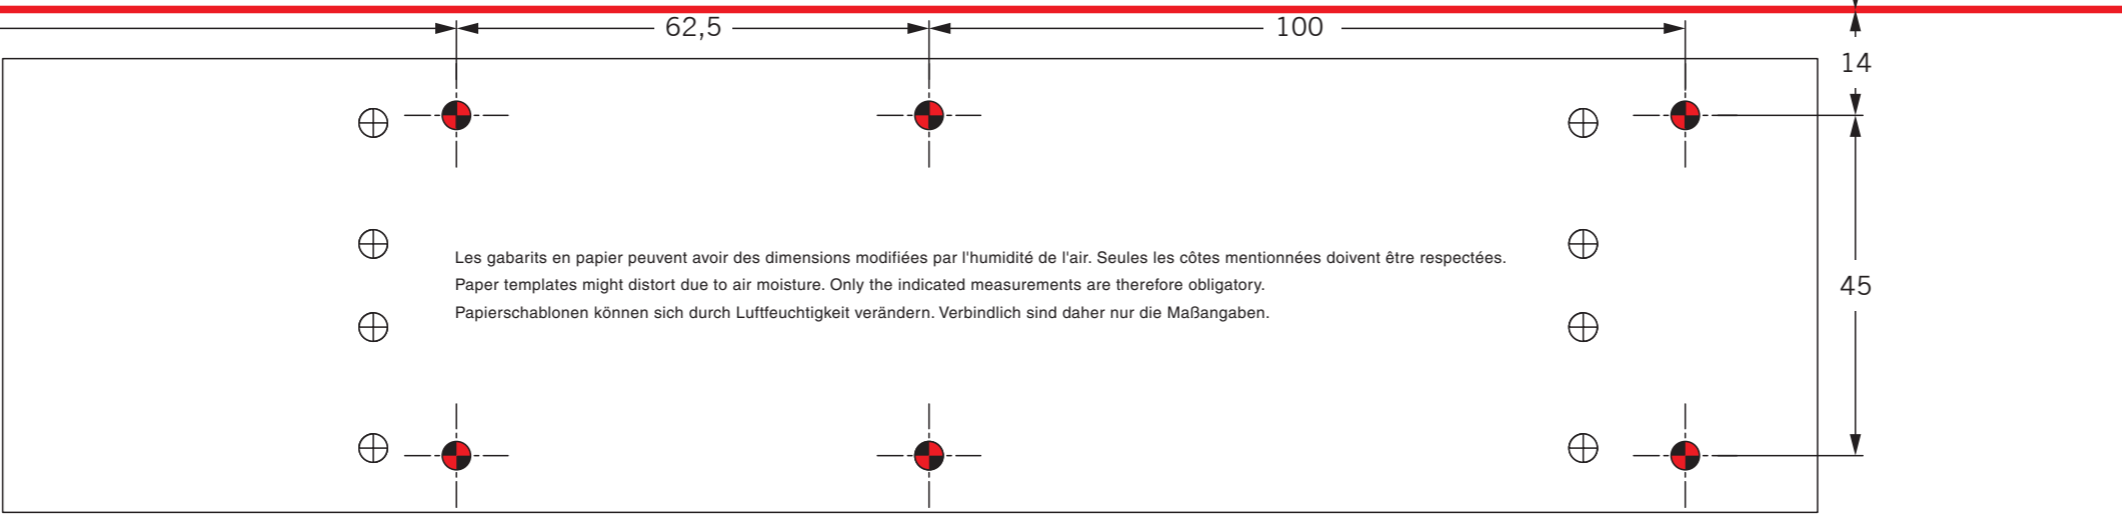 62,5
100
14
Les gabarits en papier peuvent avoir des dimensions modifiées par l'humidité de l'air. Seules les côtes mentionnées doivent être respectées.
Paper templates might distort due to air moisture. Only the indicated measurements are therefore obligatory.
Papierschablonen können sich durch Luftfeuchtigkeit verändern. Verbindlich sind daher nur die Maßangaben.
45